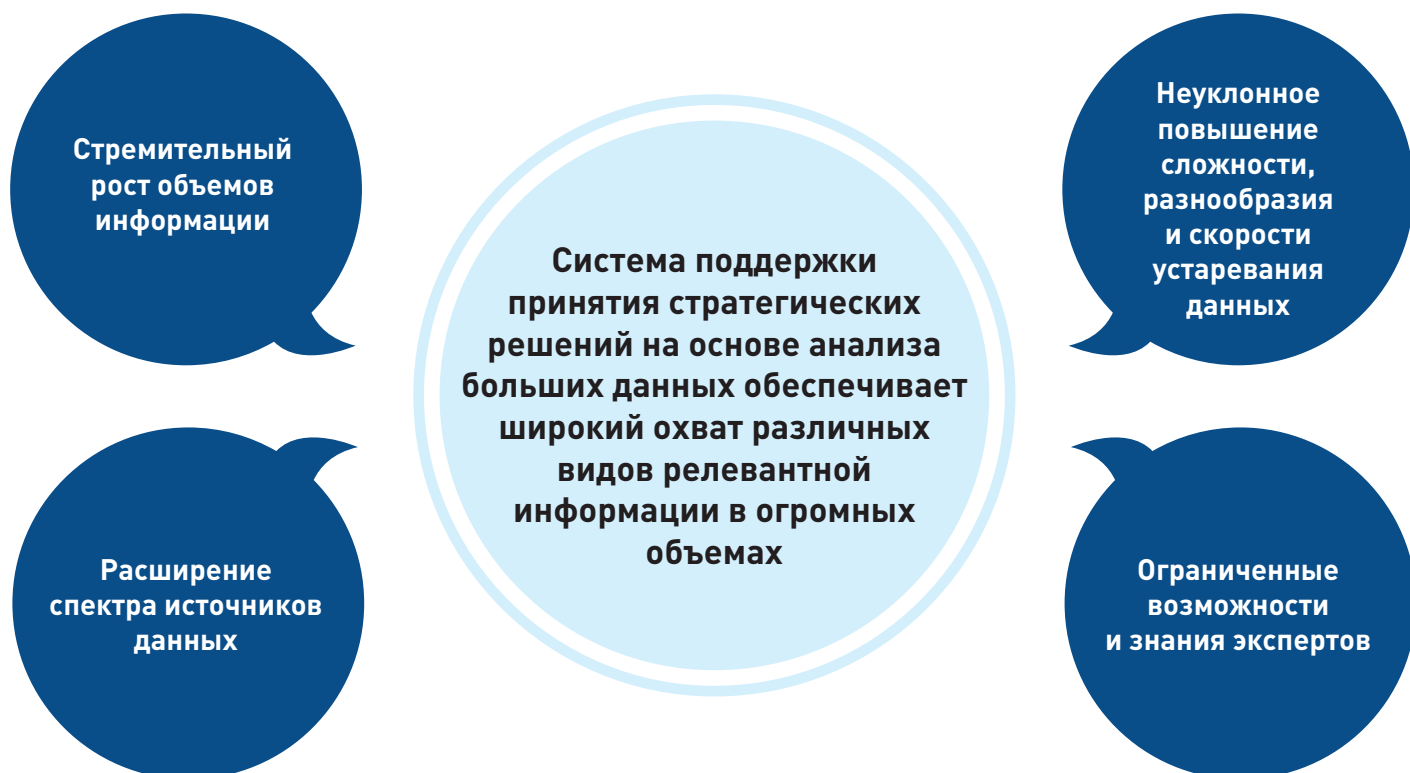 Стремительный
рост объемов
информации
Неуклонное
повышение
сложности,
разнообразия
и скорости
устаревания
данных
Система поддержки
принятия стратегических
решений на основе анализа
больших данных обеспечивает
широкий охват различных
видов релевантной
информации в огромных
объемах
Расширение
спектра источников
данных
Ограниченные
возможности
и знания экспертов